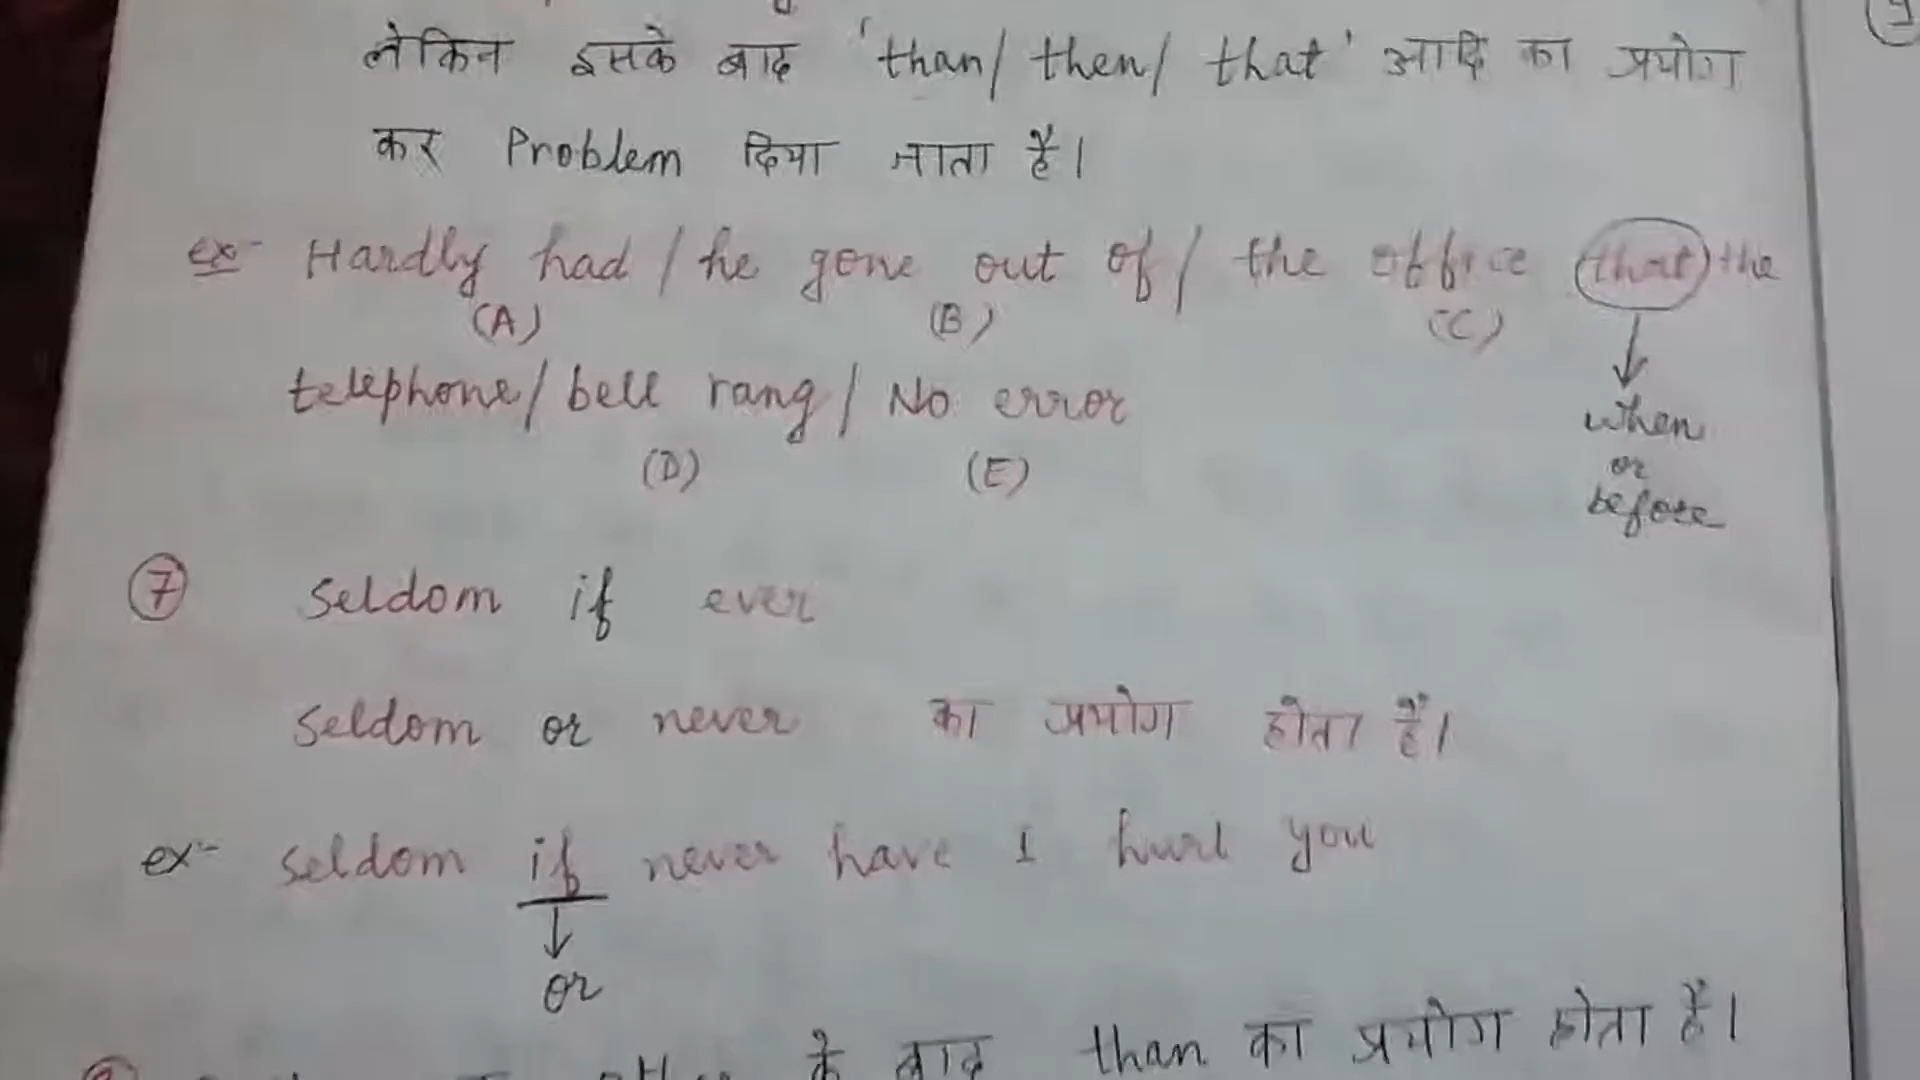 लेकिन इसके बाद 'than/ then/ that' आदि का प्रयोग
कर Problem दिया जाता है।
ex- Hardly had / he gone out of / the office that the
(A) (B) (C)
telephone/ bell rang / No error
(D) (E)
when
or
before
7 Seldom if ever
Seldom or never का प्रयोग होता है।
ex- Seldom if never have I hurt you
or
के बाद than का प्रयोग होता है।